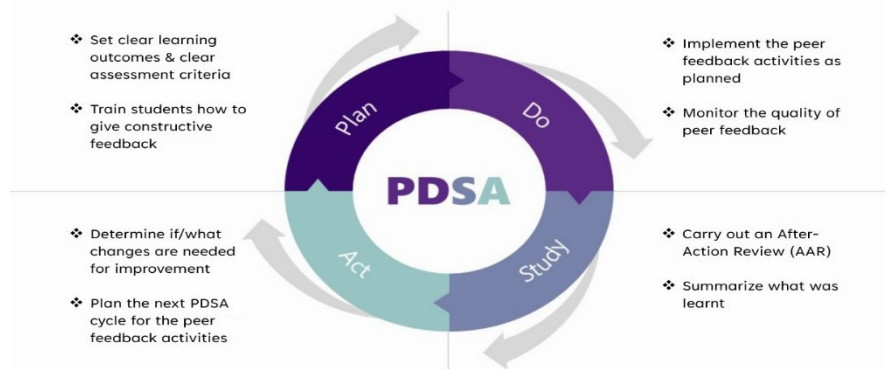 ❖ Set clear learning
outcomes & clear
assessment criteria
❖ Train students how to
give constructive
feedback
Plan
Do
❖ Implement the peer
feedback activities as
planned
❖ Monitor the quality of
peer feedback
PDSA
❖ Determine if/what
changes are needed
for improvement
❖ Plan the next PDSA
cycle for the peer
feedback activities
Act
Study
❖ Carry out an After-
Action Review (AAR)
❖ Summarize what was
learnt